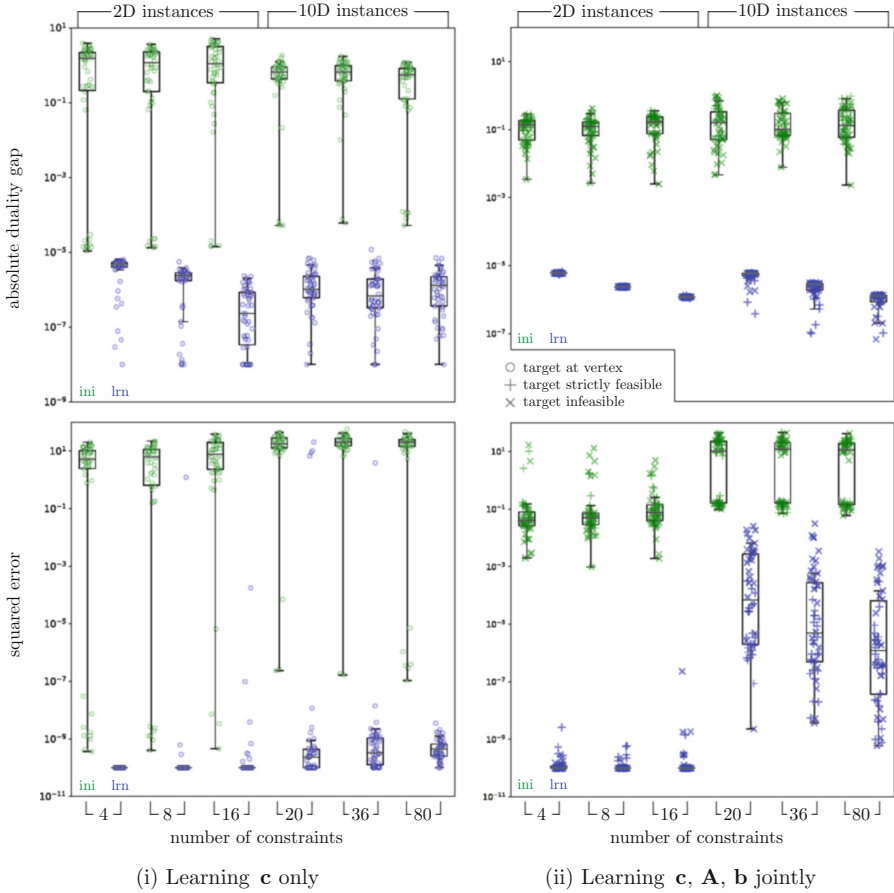 2D instances 10D instances
2D instances 10D instances
absolute duality gap
10^1
10^-1
10^-3
10^-5
10^-7
10^-9
ini lrn
10^1
10^-1
10^-3
10^-5
10^-7
ini lrn
target at vertex
target strictly feasible
target infeasible
squared error
10^1
10^-1
10^-3
10^-5
10^-7
10^-9
10^-11
ini lrn
10^1
10^-1
10^-3
10^-5
10^-7
10^-9
10^-11
ini lrn
4 8 16 20 36 80
4 8 16 20 36 80
number of constraints
number of constraints
(i) Learning c only
(ii) Learning c, A, b jointly